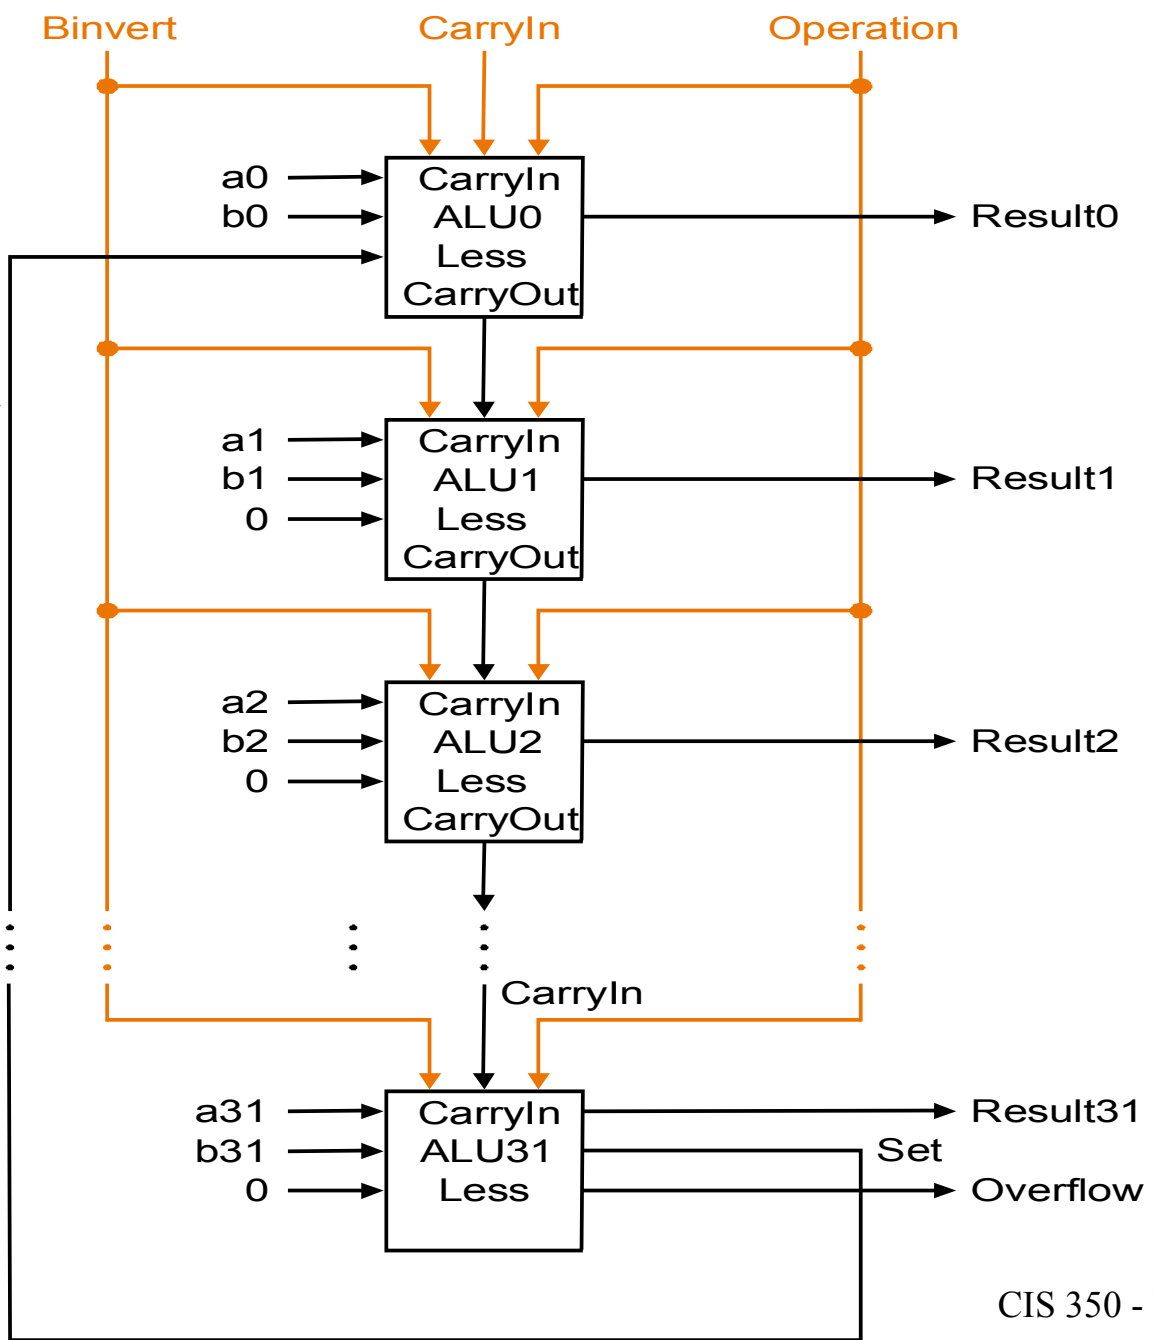 Binvert CarryIn Operation
a0 CarryIn
b0 ALU0 Result0
Less
CarryOut
a1 CarryIn
b1 ALU1 Result1
0 Less
CarryOut
a2 CarryIn
b2 ALU2 Result2
0 Less
CarryOut
CarryIn
a31 CarryIn Result31
b31 ALU31 Set
0 Less Overflow
CIS 350 -